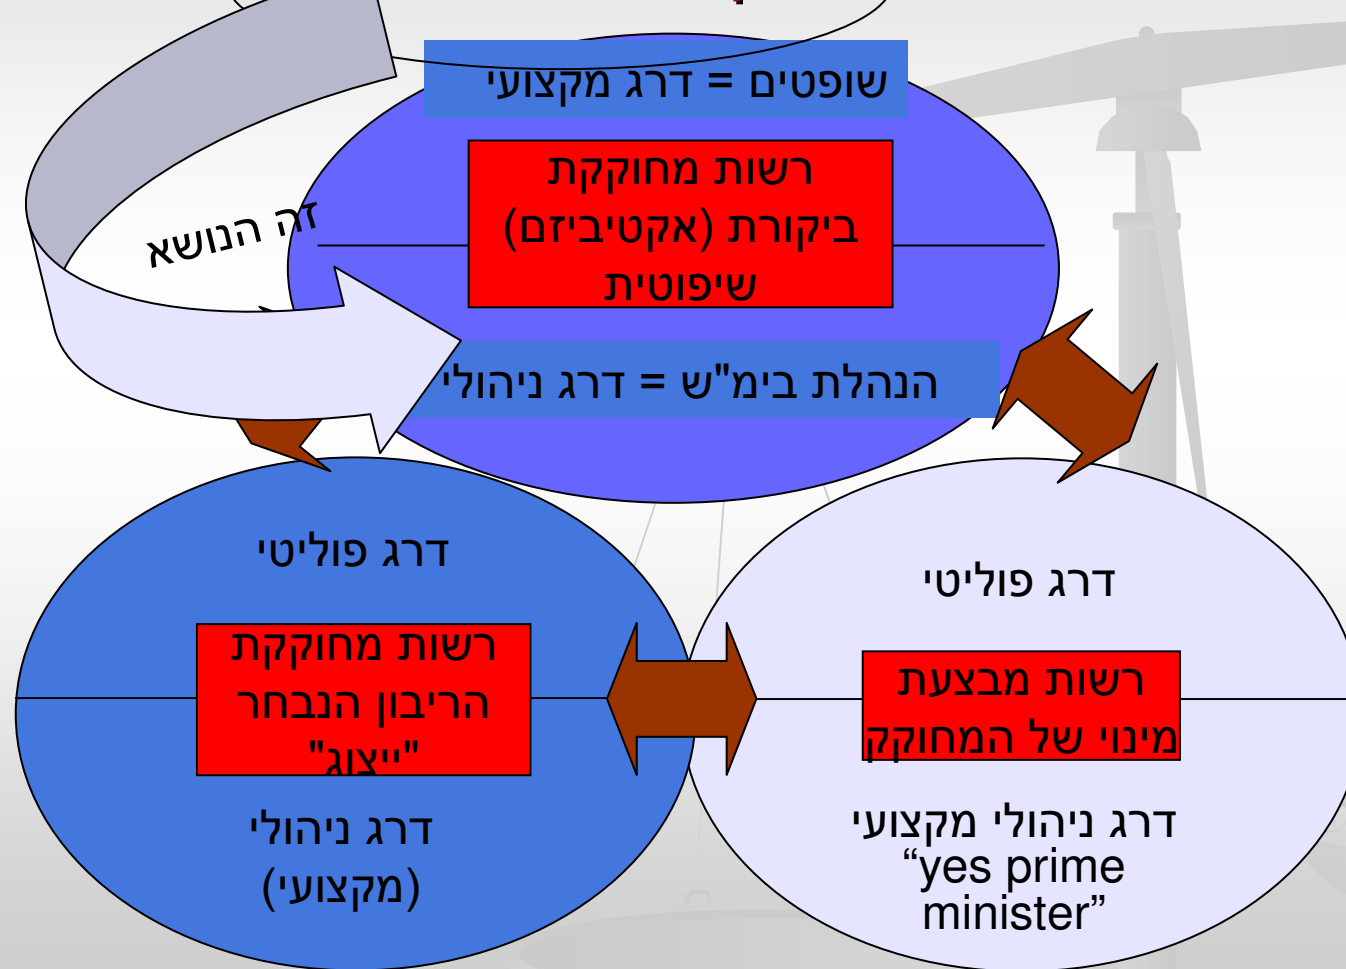 שופטים = דרג מקצועי
רשות מחוקקת
ביקורת (אקטיביזם)
שיפוטית
זה הנושא
הנהלת בימ"ש = דרג ניהולי
דרג פוליטי
רשות מחוקקת
הריבון הנבחר
"ייצוג"
דרג ניהולי
(מקצועי)
דרג פוליטי
רשות מבצעת
מינוי של המחוקק
דרג ניהולי מקצועי
“yes prime
minister”